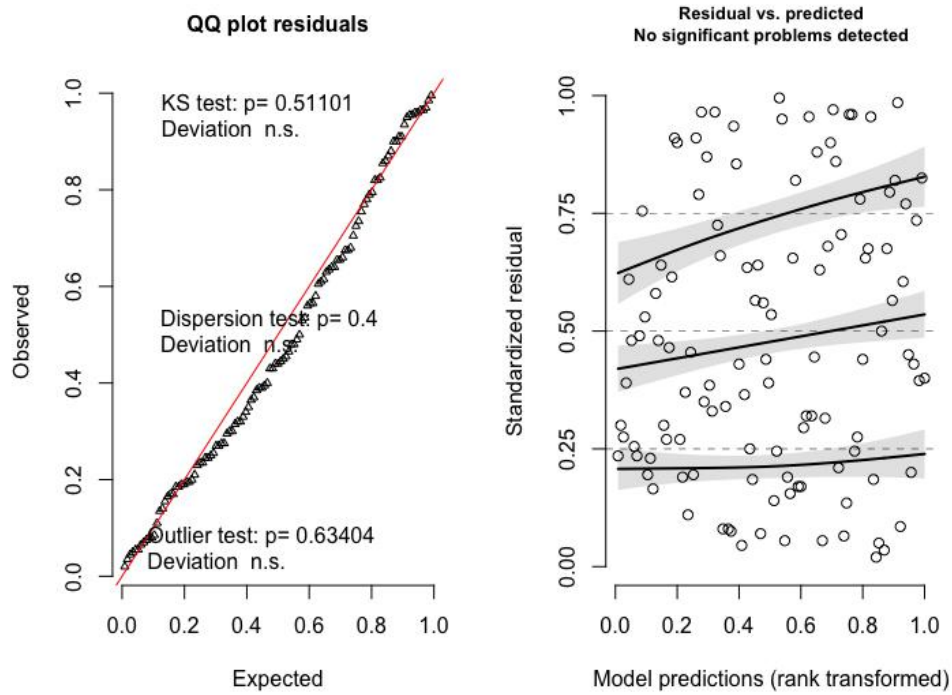 QQ plot residuals
KS test: p= 0.51101
Deviation n.s.
Dispersion test: p= 0.4
Deviation n.s.
Outlier test: p= 0.63404
Deviation n.s.
Observed
0.0
0.2
0.4
0.6
0.8
1.0
0.0 0.2 0.4 0.6 0.8 1.0
Expected
Residual vs. predicted
No significant problems detected
Standardized residual
0.00
0.25
0.50
0.75
1.00
0.0 0.2 0.4 0.6 0.8 1.0
Model predictions (rank transformed)